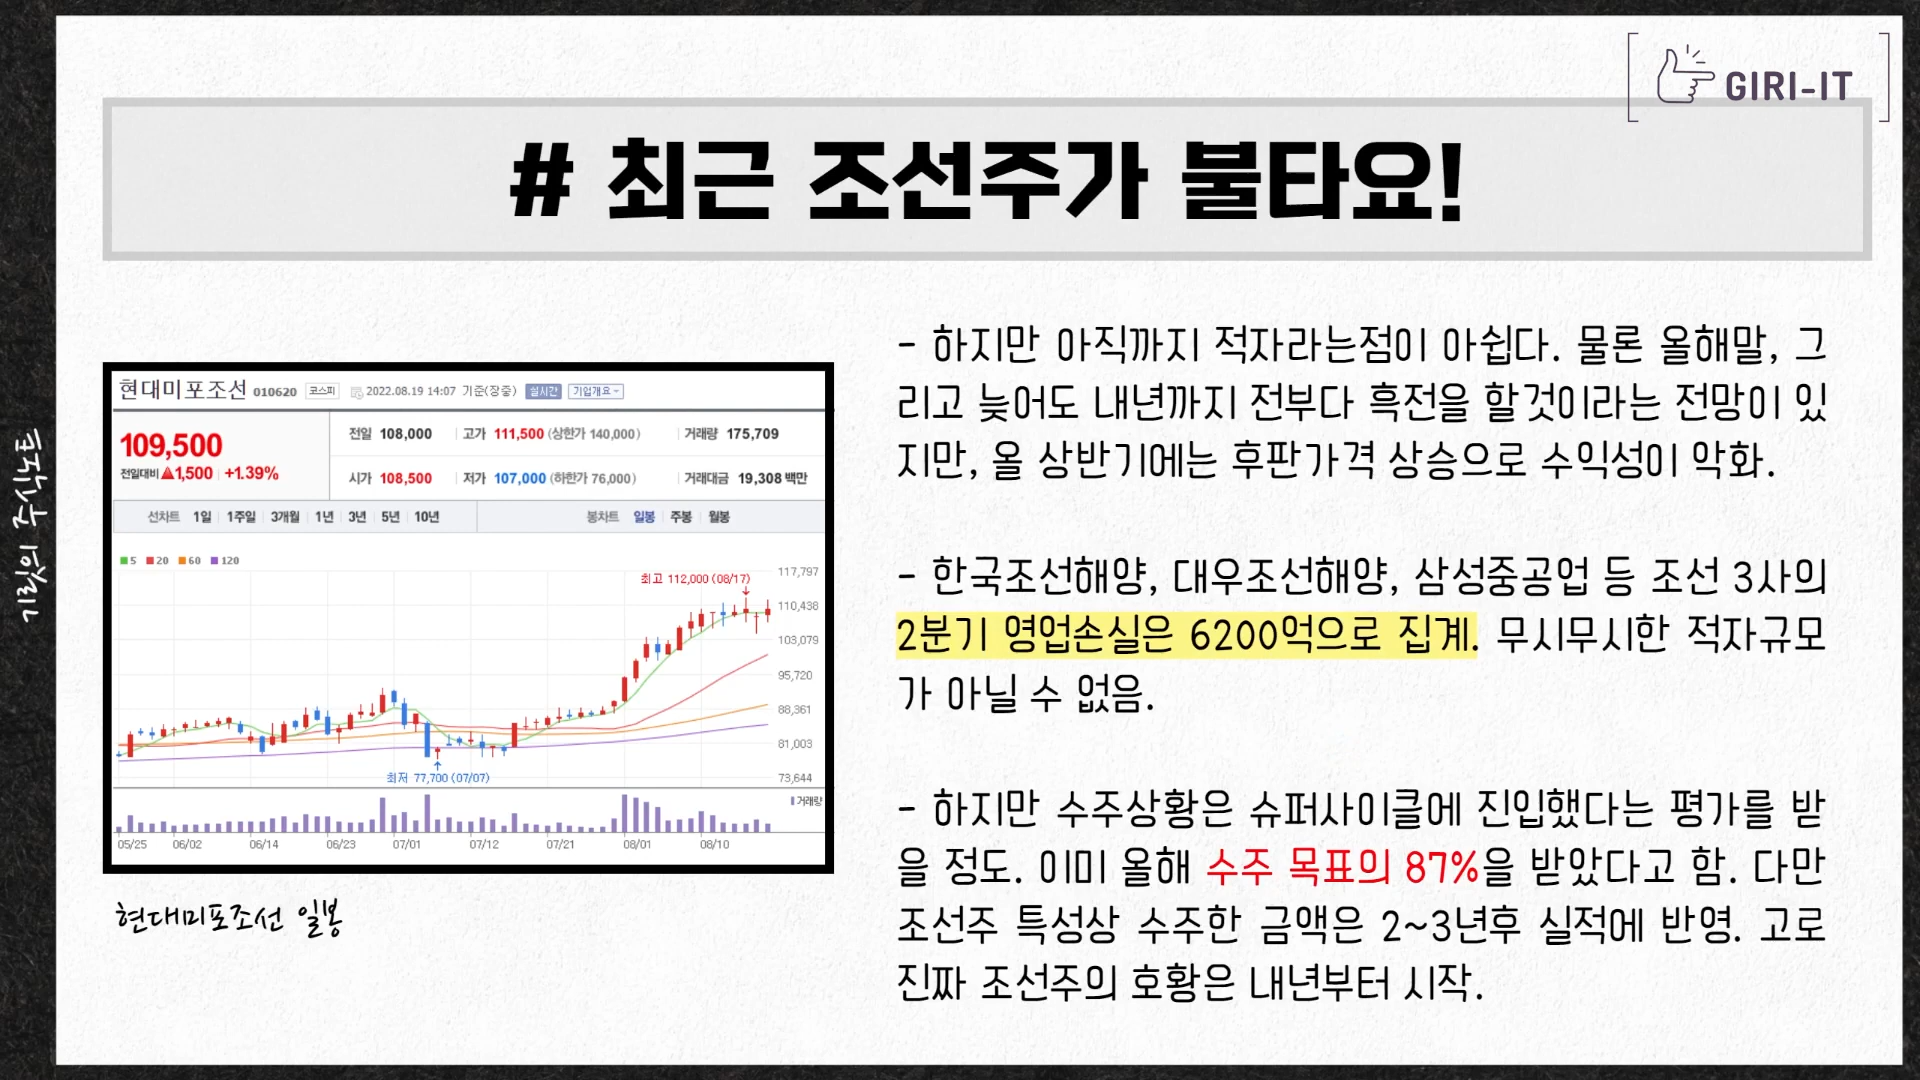 GIRI-IT
# 최근 조선주가 불타요!
기릿의 주식노트
현대미포조선 010620 코스피 2022.08.19 14:07 기준(장중) 실시간 기업개요
109,500
전일대비 ▲1,500 +1.39%
전일 108,000 고가 111,500 (상한가 140,000) 거래량 175,709
시가 108,500 저가 107,000 (하한가 76,000) 거래대금 19,308 백만
선차트 1일 1주일 3개월 1년 3년 5년 10년 봉차트 일봉 주봉 월봉
5 20 60 120
최고 112,000 (08/17)
117,797
110,438
103,079
95,720
88,361
81,003
73,644
최저 77,700 (07/07)
거래량
05/25 06/02 06/14 06/23 07/01 07/12 07/21 08/01 08/10
현대미포조선 일봉
- 하지만 아직까지 적자라는점이 아쉽다. 물론 올해말, 그
리고 늦어도 내년까지 전부다 흑전을 할것이라는 전망이 있
지만, 올 상반기에는 후판가격 상승으로 수익성이 악화.
- 한국조선해양, 대우조선해양, 삼성중공업 등 조선 3사의
2분기 영업손실은 6200억으로 집계. 무시무시한 적자규모
가 아닐 수 없음.
- 하지만 수주상황은 슈퍼사이클에 진입했다는 평가를 받
을 정도. 이미 올해 수주 목표의 87%을 받았다고 함. 다만
조선주 특성상 수주한 금액은 2~3년후 실적에 반영. 고로
진짜 조선주의 호황은 내년부터 시작.